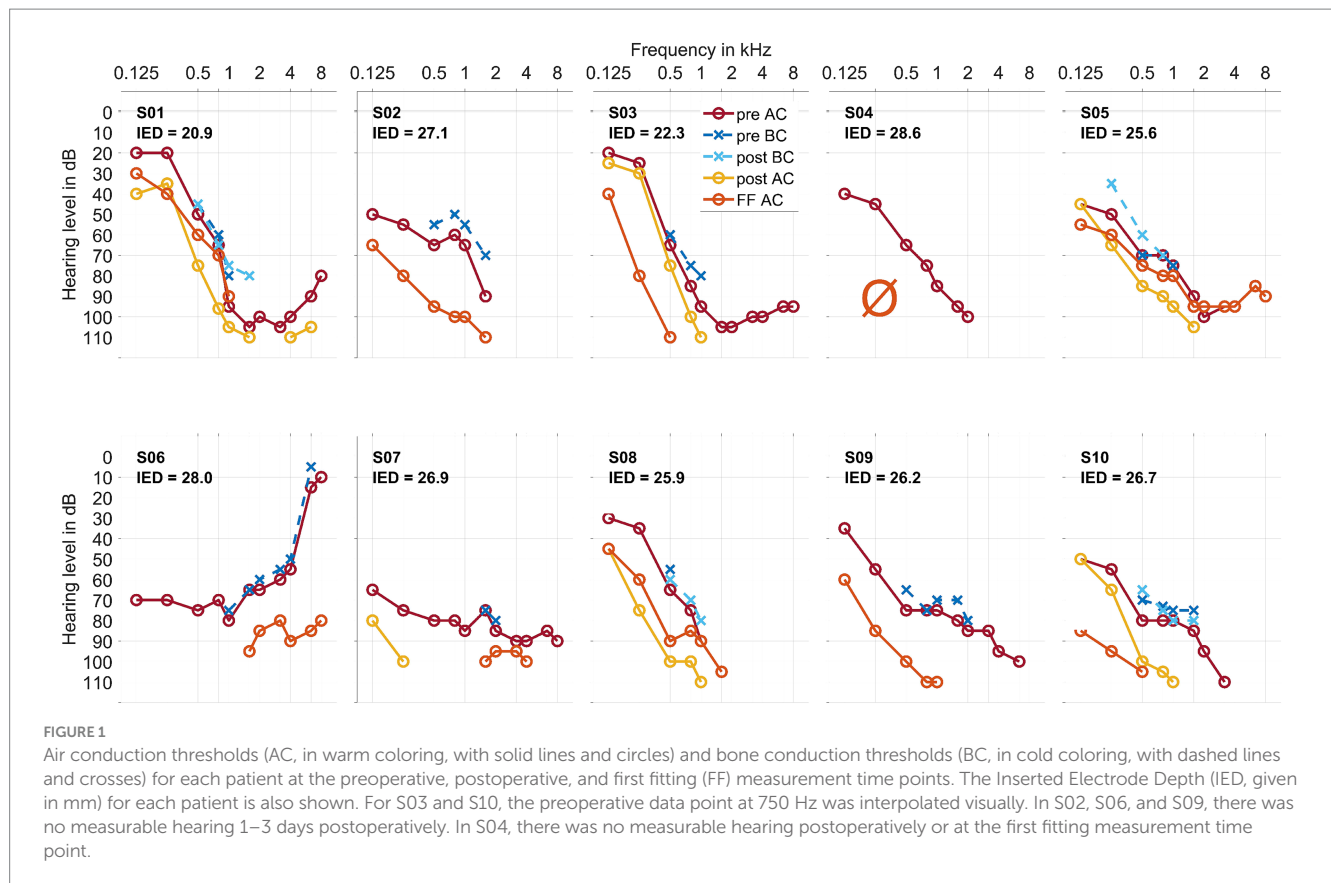 Frequency in kHz
0.125 0.5 1 2 4 8 0.125 0.5 1 2 4 8 0.125 0.5 1 2 4 8 0.125 0.5 1 2 4 8 0.125 0.5 1 2 4 8
Hearing level in dB
0
10
20
30
40
50
60
70
80
90
100
110
S01
IED = 20.9
S02
IED = 27.1
S03
IED = 22.3
pre AC
pre BC
post BC
post AC
FF AC
S04
IED = 28.6
Ø
S05
IED = 25.6
Hearing level in dB
0
10
20
30
40
50
60
70
80
90
100
110
S06
IED = 28.0
S07
IED = 26.9
S08
IED = 25.9
S09
IED = 26.2
S10
IED = 26.7
FIGURE 1
Air conduction thresholds (AC, in warm coloring, with solid lines and circles) and bone conduction thresholds (BC, in cold coloring, with dashed lines
and crosses) for each patient at the preoperative, postoperative, and first fitting (FF) measurement time points. The Inserted Electrode Depth (IED, given
in mm) for each patient is also shown. For S03 and S10, the preoperative data point at 750 Hz was interpolated visually. In S02, S06, and S09, there was
no measurable hearing 1–3 days postoperatively. In S04, there was no measurable hearing postoperatively or at the first fitting measurement time
point.